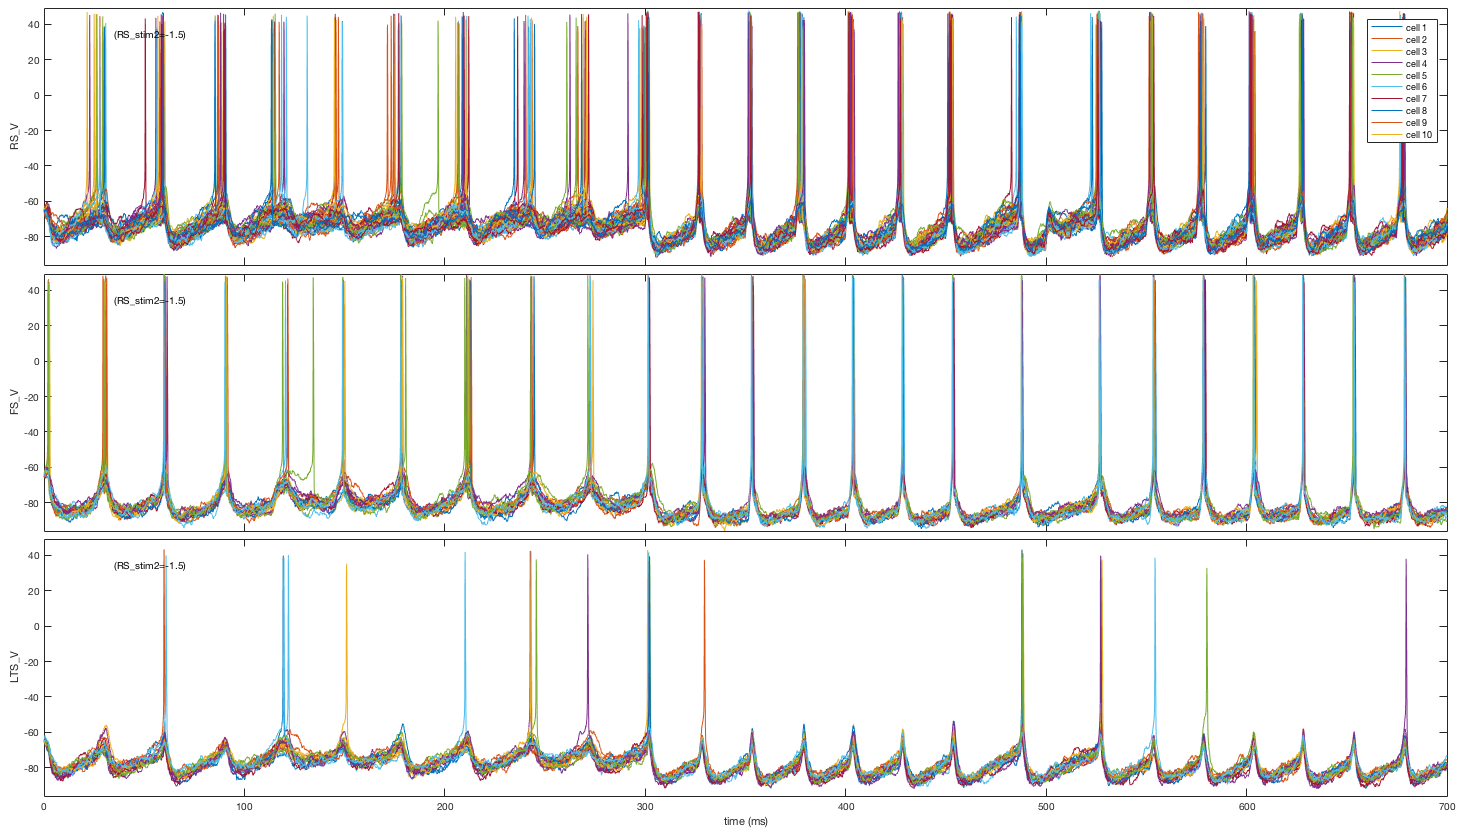 40
20
0
-20
-40
-60
-80
RS_V
(RS_stim2=-1.5)
cell 1
cell 2
cell 3
cell 4
cell 5
cell 6
cell 7
cell 8
cell 9
cell 10
40
20
0
-20
-40
-60
-80
FS_V
(RS_stim2=-1.5)
40
20
0
-20
-40
-60
-80
LTS_V
(RS_stim2=-1.5)
0 100 200 300 400 500 600 700
time (ms)